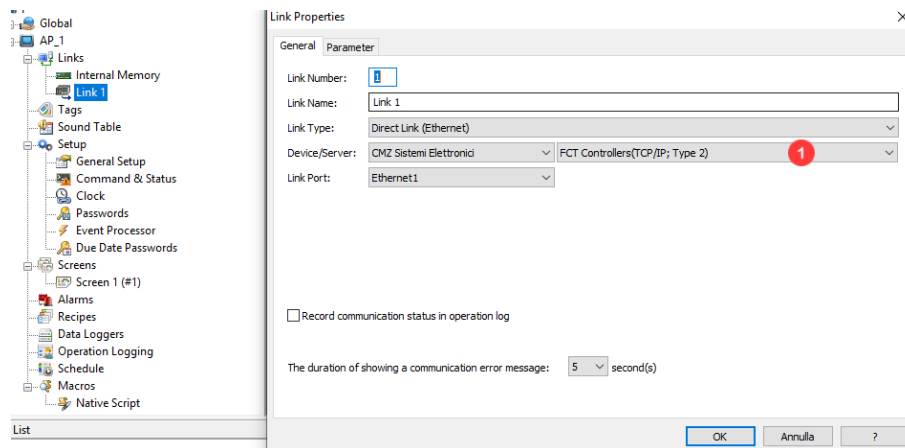 Global
AP_1
Links
Internal Memory
Link 1
Tags
Sound Table
Setup
General Setup
Command & Status
Clock
Passwords
Event Processor
Due Date Passwords
Screens
Screen 1 (#1)
Alarms
Recipes
Data Loggers
Operation Logging
Schedule
Macros
Native Script
List
Link Properties
General Parameter
Link Number: 1
Link Name: Link 1
Link Type: Direct Link (Ethernet)
Device/Server: CMZ Sistemi Elettronici FCT Controllers(TCP/IP; Type 2) 1
Link Port: Ethernet1
Record communication status in operation log
The duration of showing a communication error message: 5 second(s)
OK Annulla ?